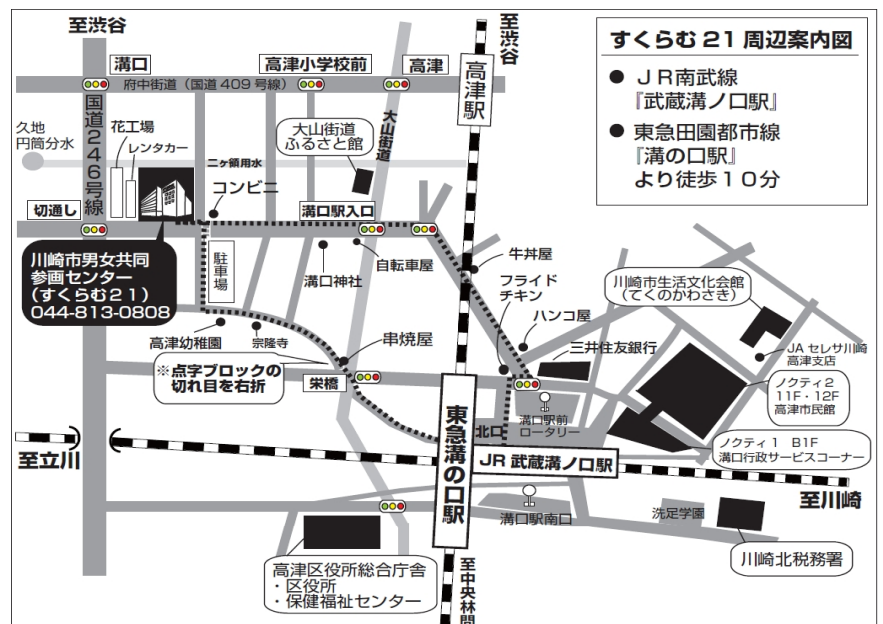 至渋谷
至渋谷
すくらむ21周辺案内図
● JR南武線
『武蔵溝ノ口駅』
● 東急田園都市線
『溝の口駅』
より徒歩10分
溝口
高津小学校前
高津
府中街道（国道409号線）
高津駅
国道246号線
大山街道
久地
円筒分水
花工場
レンタカー
大山街道
ふるさと館
二ヶ領用水
コンビニ
切通し
溝口駅入口
川崎市男女共同
参画センター
（すくらむ21）
044-813-0808
駐車場
溝口神社
自転車屋
牛丼屋
フライド
チキン
ハンコ屋
川崎市生活文化会館
（てくのかわさき）
高津幼稚園
宗隆寺
串焼屋
三井住友銀行
JAセレサ川崎
高津支店
※点字ブロックの
切れ目を右折
栄橋
ノクティ2
11F・12F
高津市民館
溝口駅前
ロータリー
北口
東急溝の口駅
JR武蔵溝ノ口駅
ノクティ1 B1F
溝口行政サービスコーナー
至立川
至川崎
溝口駅南口
洗足学園
川崎北税務署
高津区役所総合庁舎
・区役所
・保健福祉センター
至中央林間